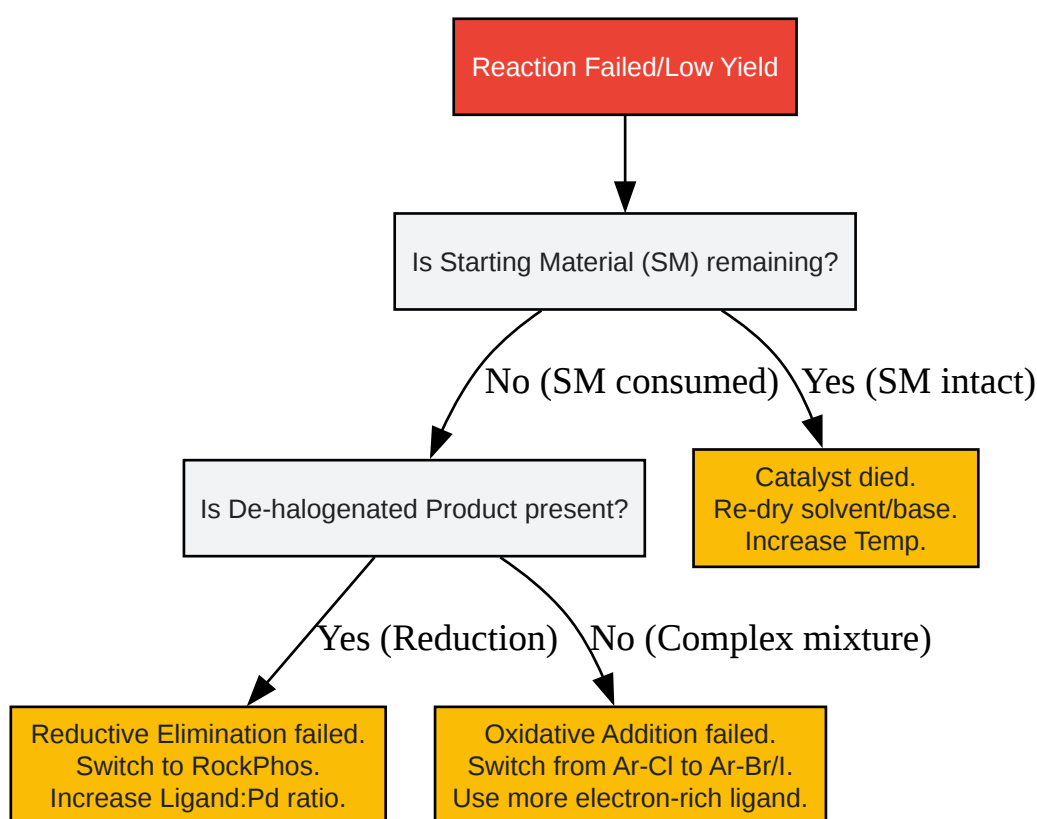 Reaction Failed/Low Yield
Is Starting Material (SM) remaining?
No (SM consumed)
Yes (SM intact)
Is De-halogenated Product present?
Catalyst died.
Re-dry solvent/base.
Increase Temp.
Yes (Reduction)
No (Complex mixture)
Reductive Elimination failed.
Switch to RockPhos.
Increase Ligand:Pd ratio.
Oxidative Addition failed.
Switch from Ar-Cl to Ar-Br/I.
Use more electron-rich ligand.